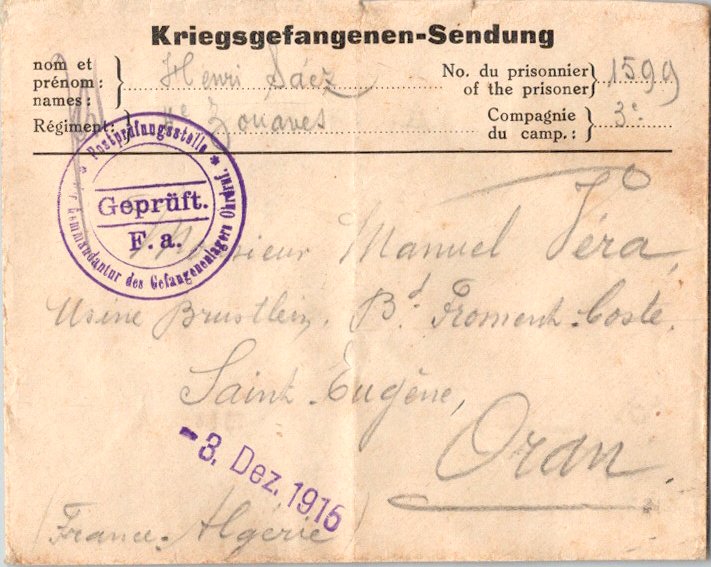 Kriegsgefangenen-Sendung
nom et
prénom :
names :
Henri Sáez
No. du prisonnier
of the prisoner
1599
Régiment :
Zouaves
Compagnie
du camp. :
3e
* Postprüfungsstelle *
Kommandantur des Gefangenenlagers Ohrdruf.
Geprüft.
F. a.
Monsieur Manuel Véra,
Usine Brustlein. Bd. Froment-Coste.
Saint-Eugène,
Oran
-3. Dez. 1915
(France-Algérie)